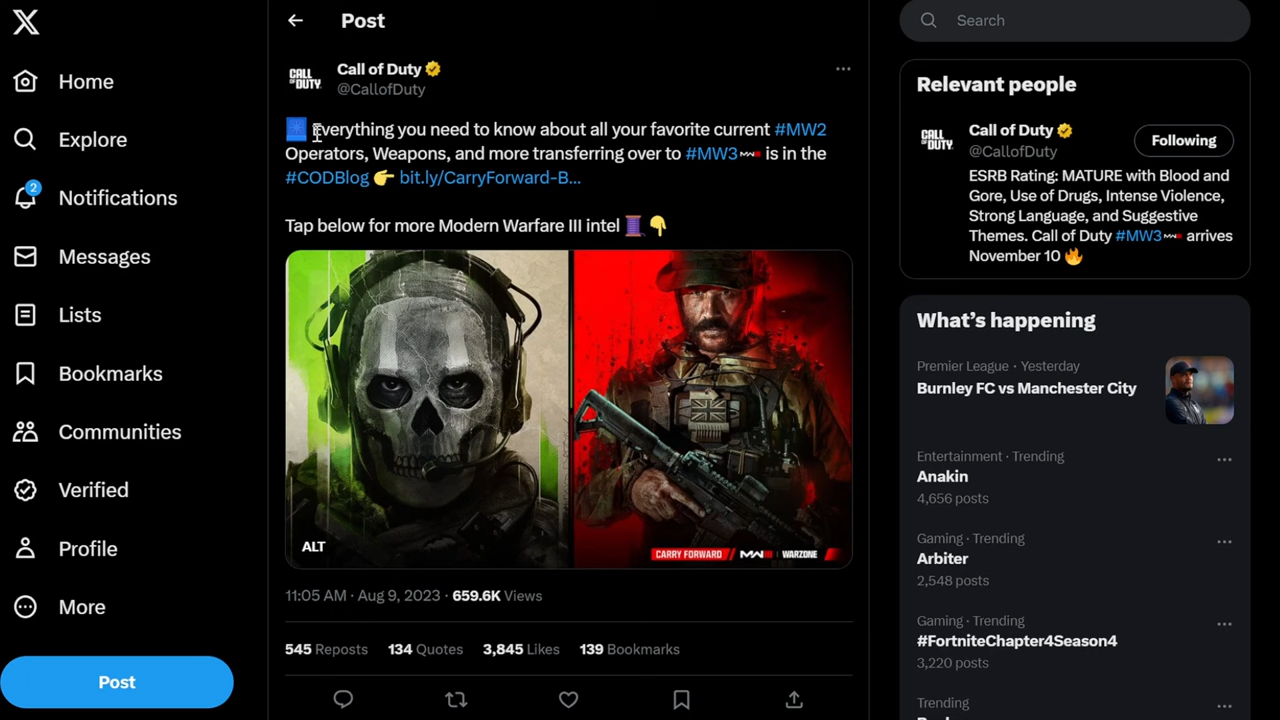 Home
Explore
2
Notifications
Messages
Lists
Bookmarks
Communities
Verified
Profile
More
Post
Post
CALL OF DUTY
Call of Duty
@CallofDuty
Everything you need to know about all your favorite current #MW2
Operators, Weapons, and more transferring over to #MW3 is in the
#CODBlog 👉 bit.ly/CarryForward-B...
Tap below for more Modern Warfare III intel 🧵👇
ALT
CARRY FORWARD MWIII | WARZONE
11:05 AM · Aug 9, 2023 · 659.6K Views
545 Reposts 134 Quotes 3,845 Likes 139 Bookmarks
Search
Relevant people
CALL OF DUTY
Call of Duty
@CallofDuty
Following
ESRB Rating: MATURE with Blood and
Gore, Use of Drugs, Intense Violence,
Strong Language, and Suggestive
Themes. Call of Duty #MW3 arrives
November 10 🔥
What's happening
Premier League · Yesterday
Burnley FC vs Manchester City
Entertainment · Trending
Anakin
4,656 posts
Gaming · Trending
Arbiter
2,548 posts
Gaming · Trending
#FortniteChapter4Season4
3,220 posts
Trending